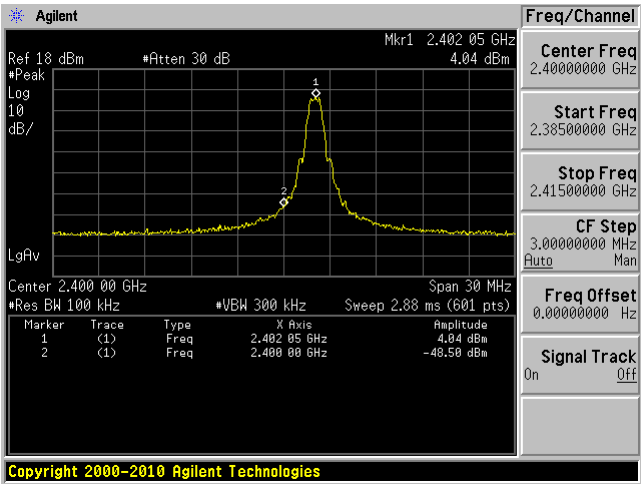 Agilent
Freq/Channel
Mkr1 2.402 05 GHz
Ref 18 dBm #Atten 30 dB 4.04 dBm
#Peak
Log
10
dB/
1
2
LgAv
Center 2.400 00 GHz Span 30 MHz
#Res BW 100 kHz #VBW 300 kHz Sweep 2.88 ms (601 pts)
Marker Trace Type X Axis Amplitude
1 (1) Freq 2.402 05 GHz 4.04 dBm
2 (1) Freq 2.400 00 GHz -48.50 dBm
Center Freq
2.40000000 GHz
Start Freq
2.38500000 GHz
Stop Freq
2.41500000 GHz
CF Step
3.00000000 MHz
Auto Man
Freq Offset
0.00000000 Hz
Signal Track
On Off
Copyright 2000-2010 Agilent Technologies